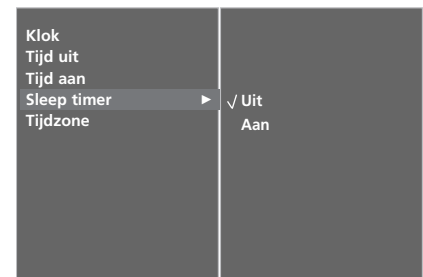 Klok
Tijd uit
Tijd aan
Sleep timer ► √ Uit
Aan
Tijdzone